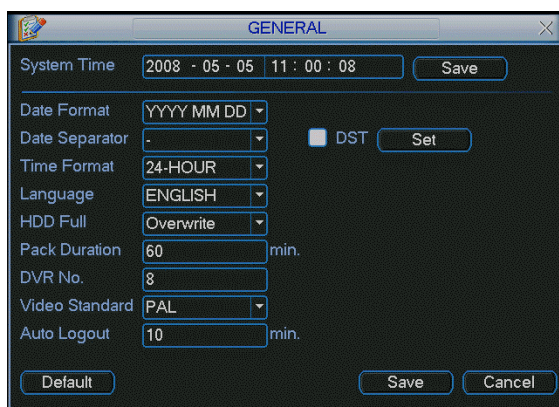 GENERAL
System Time 2008 - 05 - 05 11 : 00 : 08 Save
Date Format YYYY MM DD
Date Separator - DST Set
Time Format 24-HOUR
Language ENGLISH
HDD Full Overwrite
Pack Duration 60 min.
DVR No. 8
Video Standard PAL
Auto Logout 10 min.
Default Save Cancel